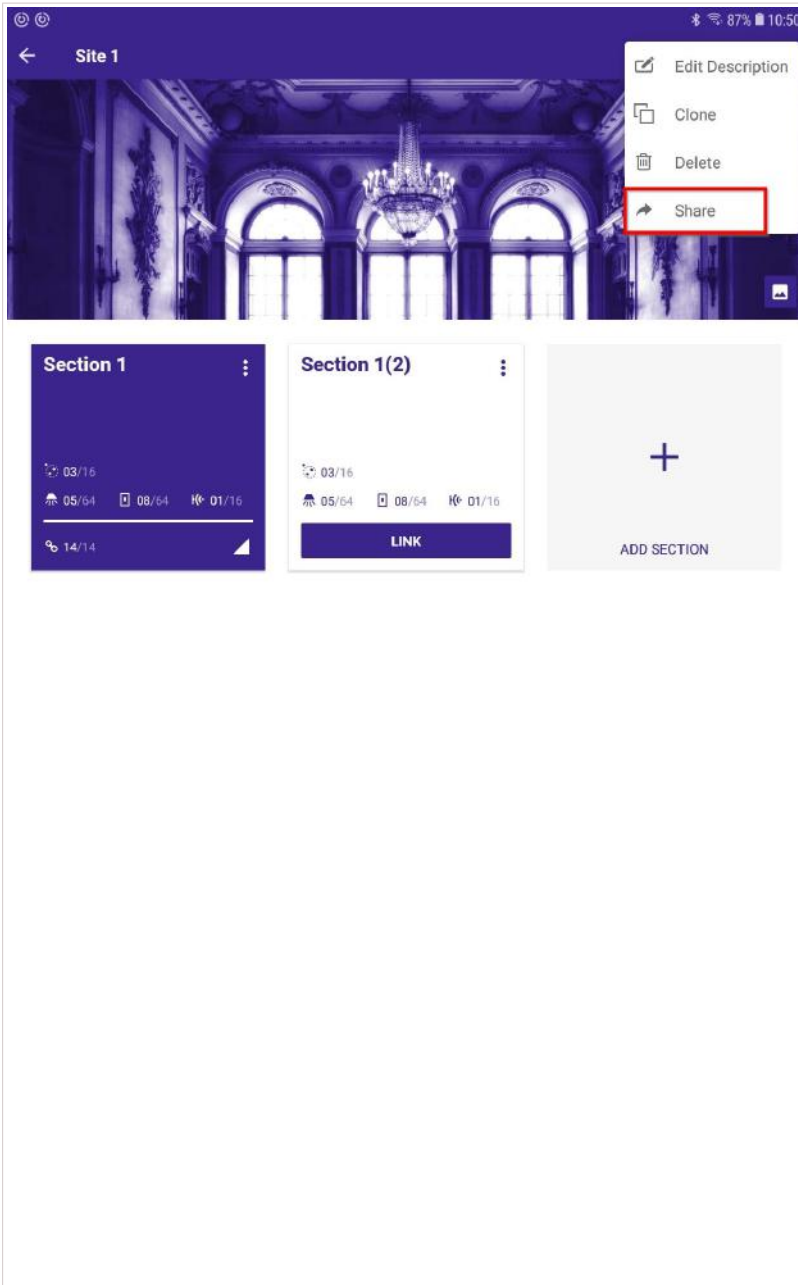 87% 10:50
Site 1
Edit Description
Clone
Delete
Share
Section 1
03/16
05/64 08/64 01/16
14/14
Section 1(2)
03/16
05/64 08/64 01/16
LINK
ADD SECTION